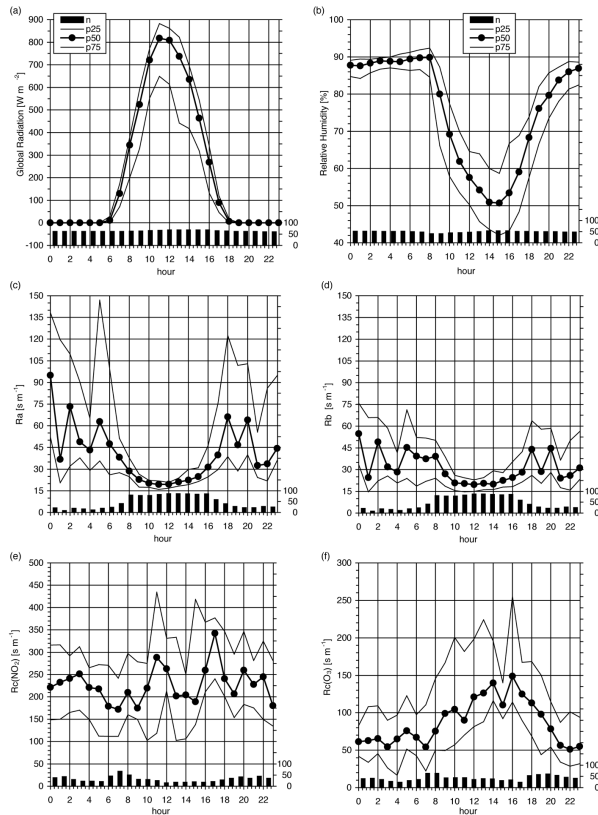 (a)
n
p25
p50
p75
Global Radiation [W m⁻²]
900
800
700
600
500
400
300
200
100
0
-100
100
50
0
0 2 4 6 8 10 12 14 16 18 20 22
hour
(b)
n
p25
p50
p75
Relative Humidity [%]
100
90
80
70
60
50
40
100
50
0
0 2 4 6 8 10 12 14 16 18 20 22
hour
(c)
Ra [s m⁻¹]
150
135
120
105
90
75
60
45
30
15
0
100
50
0
0 2 4 6 8 10 12 14 16 18 20 22
hour
(d)
Rb [s m⁻¹]
150
135
120
105
90
75
60
45
30
15
0
100
50
0
0 2 4 6 8 10 12 14 16 18 20 22
hour
(e)
Rc(NO₂) [s m⁻¹]
500
450
400
350
300
250
200
150
100
50
0
100
50
0
0 2 4 6 8 10 12 14 16 18 20 22
hour
(f)
Rc(O₃) [s m⁻¹]
300
250
200
150
100
50
0
100
50
0
0 2 4 6 8 10 12 14 16 18 20 22
hour